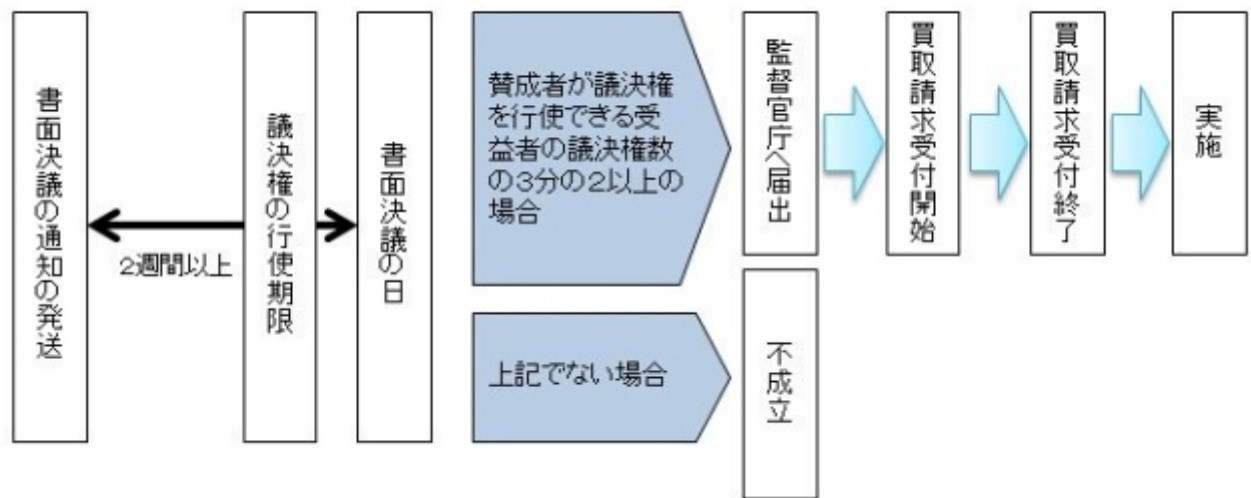 書面決議の通知の発送
2週間以上
議決権の行使期限
書面決議の日
賛成者が議決権
を行使できる受
益者の議決権数
の3分の2以上の
場合
監督官庁へ届出
買取請求受付開始
買取請求受付終了
実施
上記でない場合
不成立